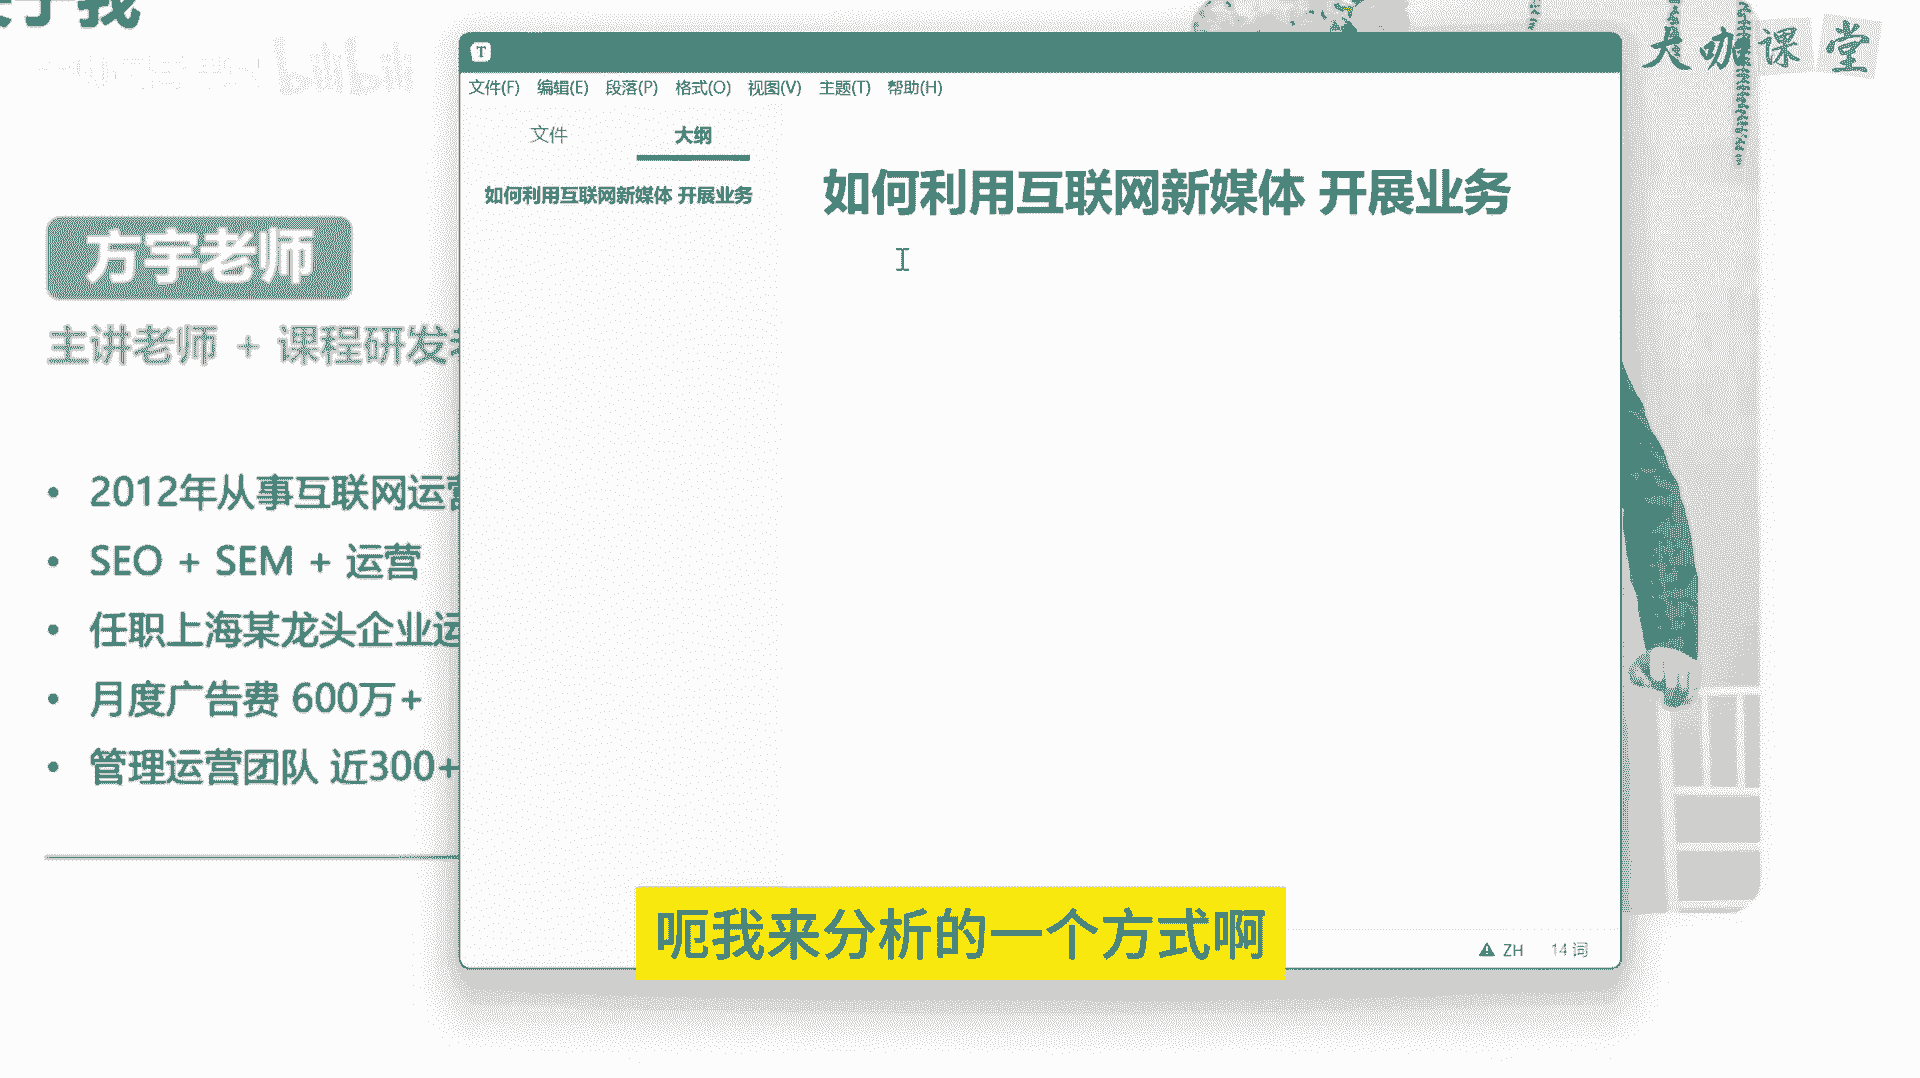 大咖课堂
bilibili
文件(F) 编辑(E) 段落(P) 格式(O) 视图(V) 主题(T) 帮助(H)
文件 大纲
如何利用互联网新媒体 开展业务
如何利用互联网新媒体 开展业务
方宇老师
主讲老师 + 课程研发
2012年从事互联网运营
SEO + SEM + 运营
任职上海某龙头企业运
月度广告费 600万+
管理运营团队 近300+
呃我来分析的一个方式啊
ZH 14 词